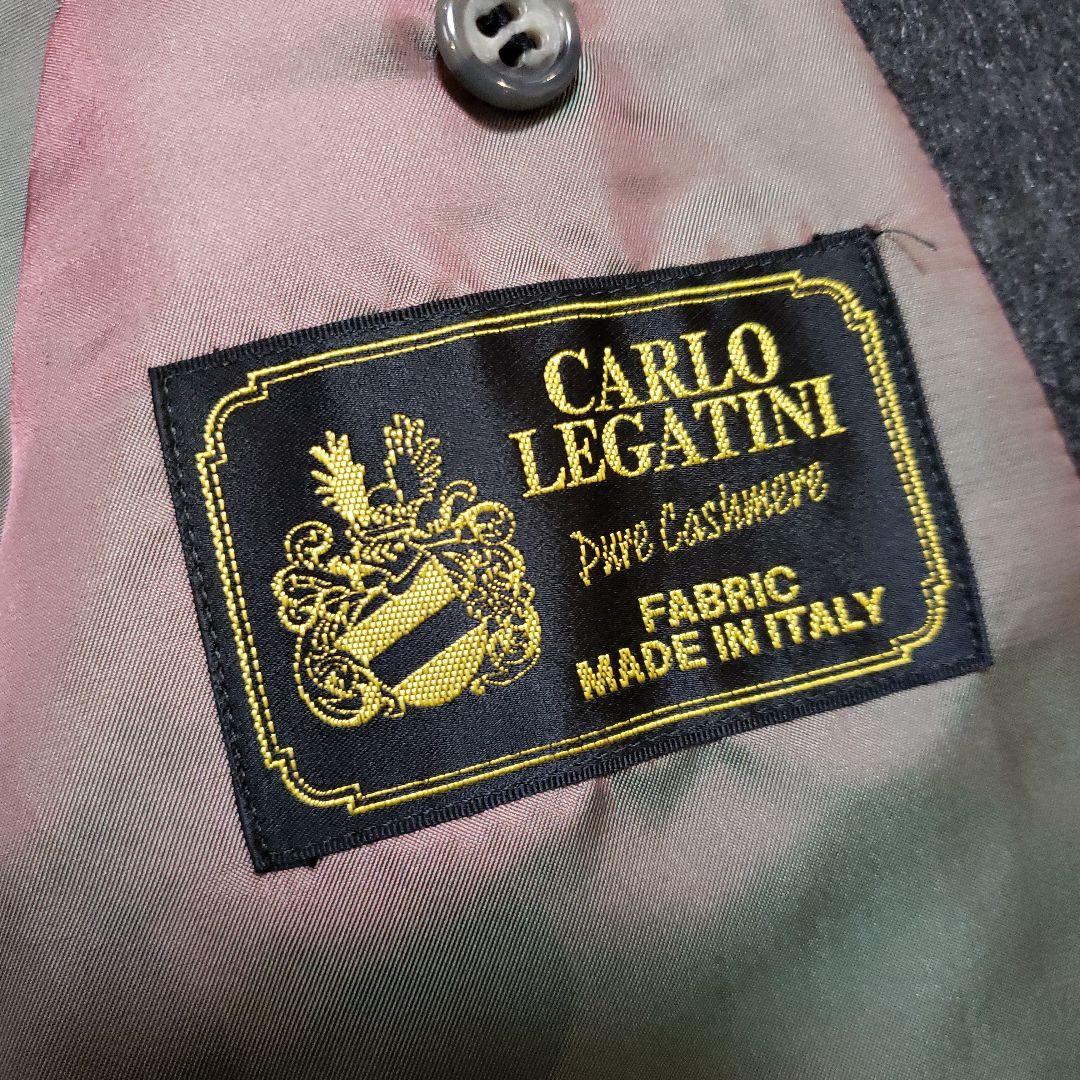 CARLO
LEGATINI
Pure Cashmere
FABRIC
MADE IN ITALY